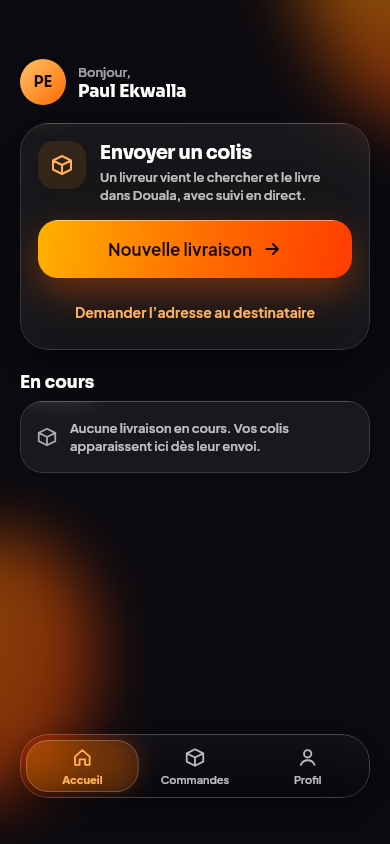 PE
Bonjour,
Paul Ekwalla
Envoyer un colis
Un livreur vient le chercher et le livre
dans Douala, avec suivi en direct.
Nouvelle livraison →
Demander l’adresse au destinataire
En cours
Aucune livraison en cours. Vos colis
apparaissent ici dès leur envoi.
Accueil
Commandes
Profil